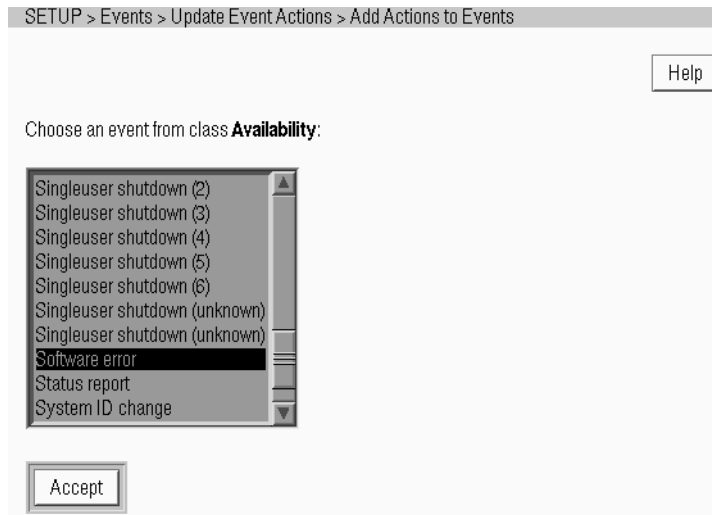 SETUP > Events > Update Event Actions > Add Actions to Events
Help
Choose an event from class Availability:
Singleuser shutdown (2)
Singleuser shutdown (3)
Singleuser shutdown (4)
Singleuser shutdown (5)
Singleuser shutdown (6)
Singleuser shutdown (unknown)
Singleuser shutdown (unknown)
Software error
Status report
System ID change
Accept